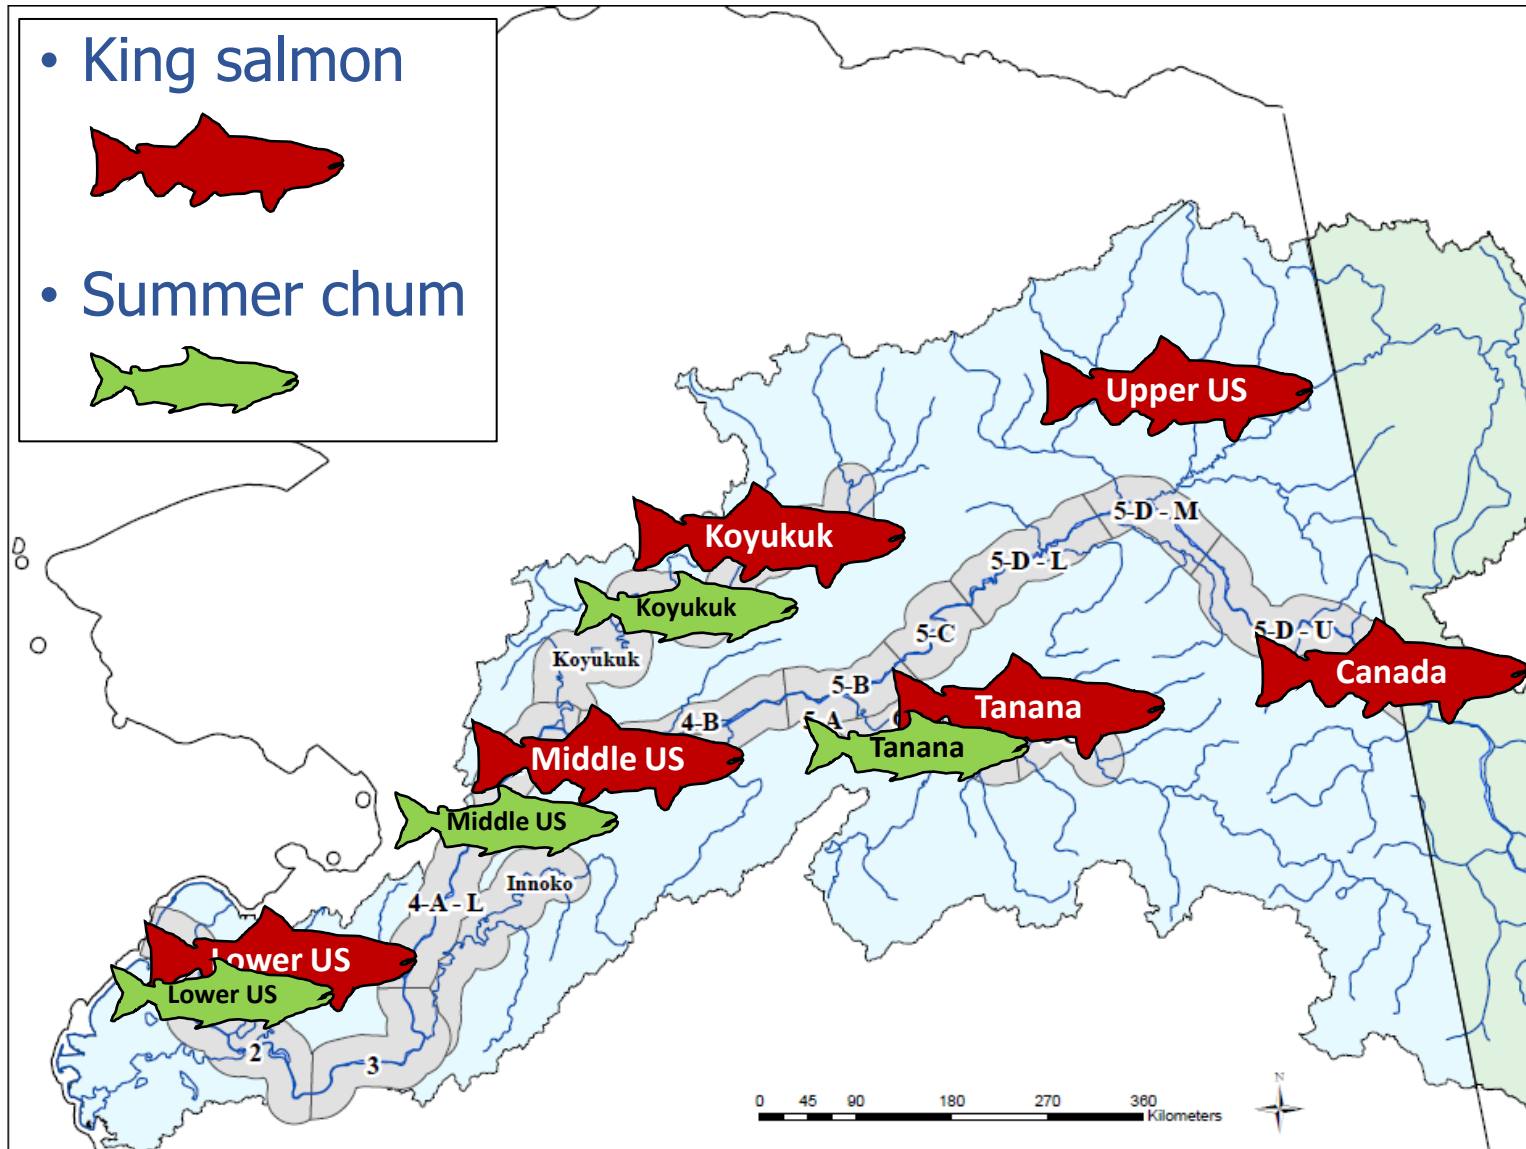 • King salmon
• Summer chum
Upper US
5-D - M
Koyukuk
5-D - L
Koyukuk
5-C
5-D - U
Koyukuk
Canada
5-B
Tanana
4-B
5-A
Tanana
Middle US
Middle US
Innoko
4-A - L
Lower US
Lower US
2
3
N
0 45 90 180 270 360
Kilometers